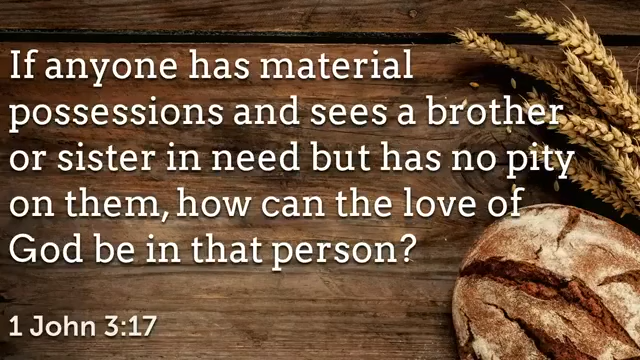 If anyone has material
possessions and sees a brother
or sister in need but has no pity
on them, how can the love of
God be in that person?
1 John 3:17